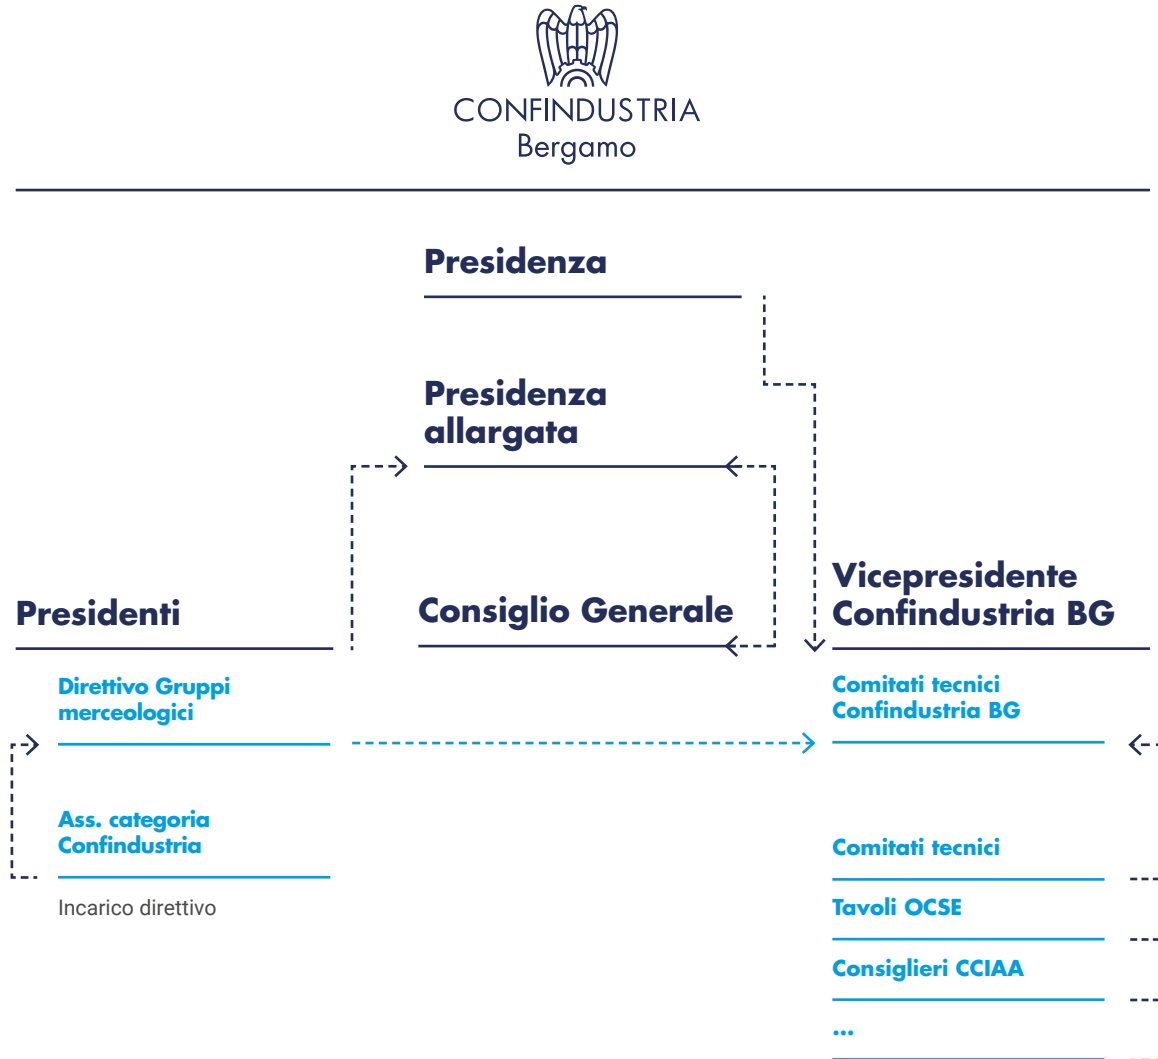 CONFINDUSTRIA
Bergamo
Presidenza
Presidenza
allargata
Presidenti
Consiglio Generale
Vicepresidente
Confindustria BG
Direttivo Gruppi
merceologici
Comitati tecnici
Confindustria BG
Ass. categoria
Confindustria
Incarico direttivo
Comitati tecnici
Tavoli OCSE
Consiglieri CCIAA
...